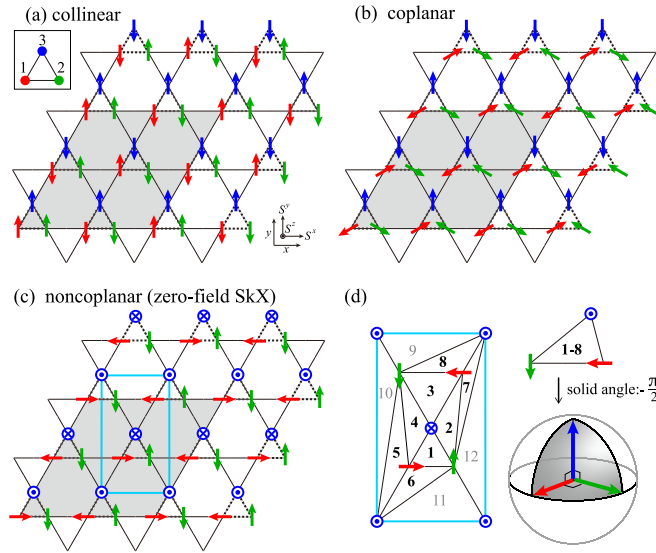 (a) collinear
(b) coplanar
3
1
2
S^y
y
S^z
S^x
x
(c) noncoplanar (zero-field SkX)
(d)
9
8
1-8
10
3
7
4
2
solid angle:-π/2
5
1
12
6
11